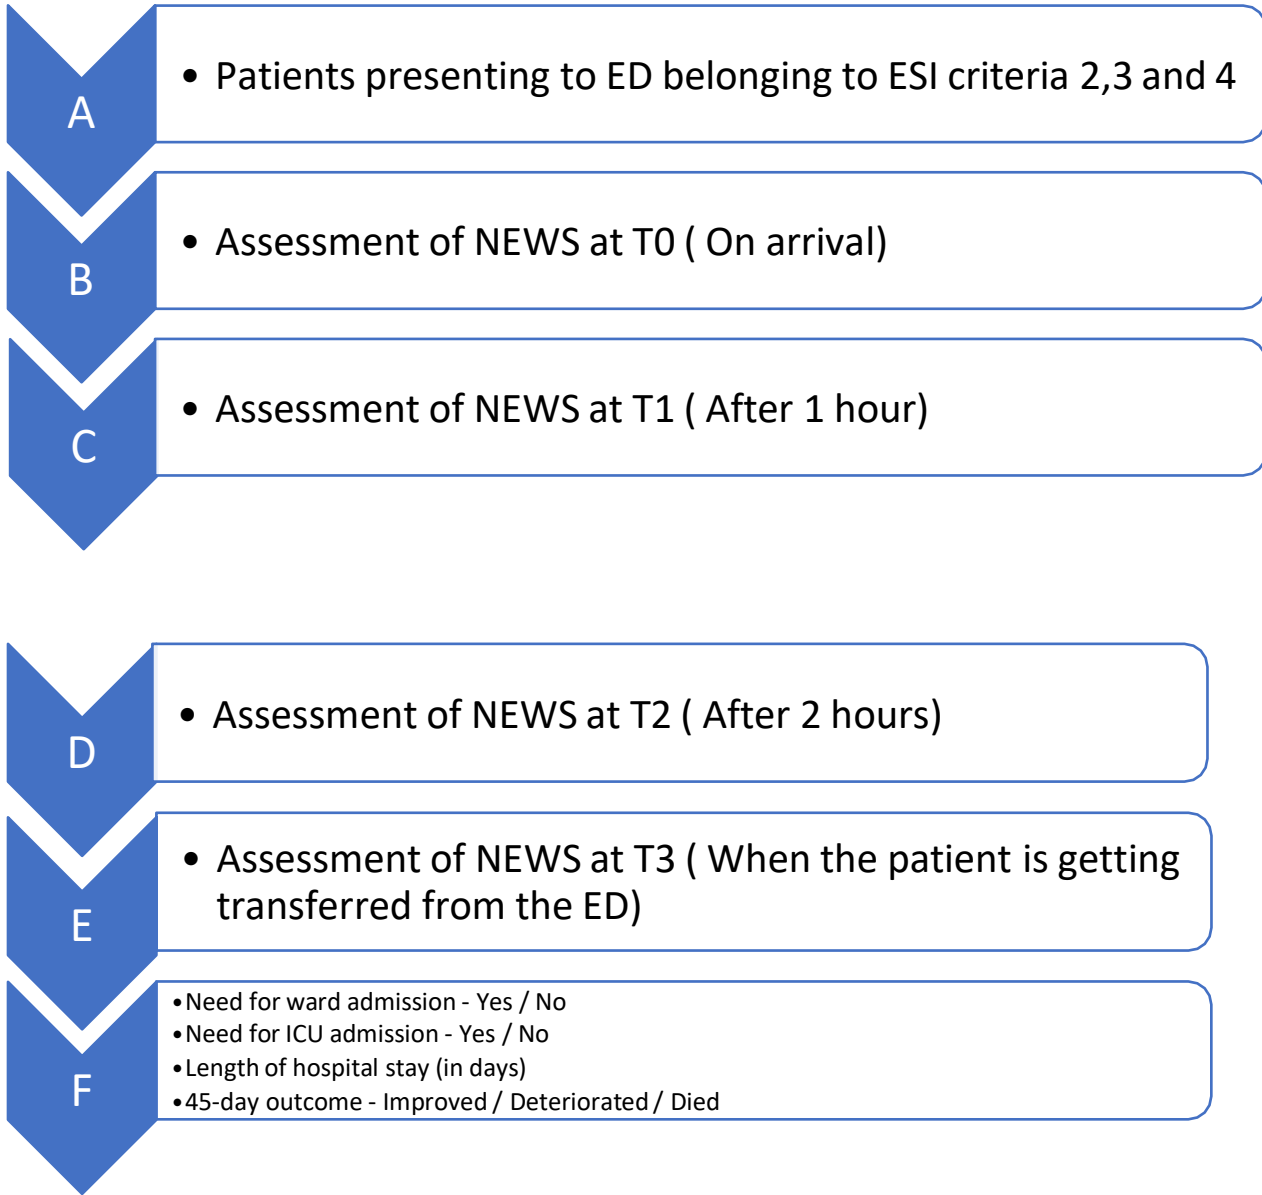 A
• Patients presenting to ED belonging to ESI criteria 2,3 and 4
B
• Assessment of NEWS at T0 ( On arrival)
C
• Assessment of NEWS at T1 ( After 1 hour)
D
• Assessment of NEWS at T2 ( After 2 hours)
E
• Assessment of NEWS at T3 ( When the patient is getting
transferred from the ED)
F
•Need for ward admission - Yes / No
•Need for ICU admission - Yes / No
•Length of hospital stay (in days)
•45-day outcome - Improved / Deteriorated / Died